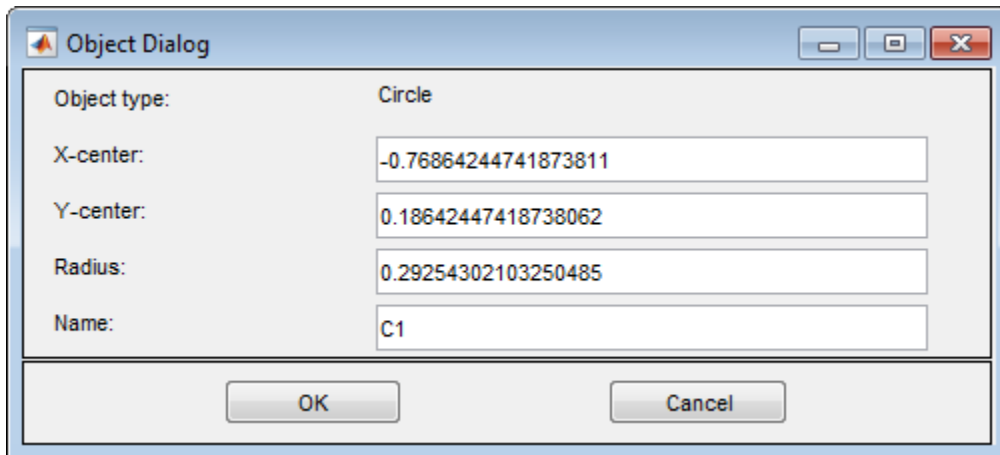 Object Dialog
Object type: Circle
X-center: -0.76864244741873811
Y-center: 0.18642447418738062
Radius: 0.29254302103250485
Name: C1
OK Cancel